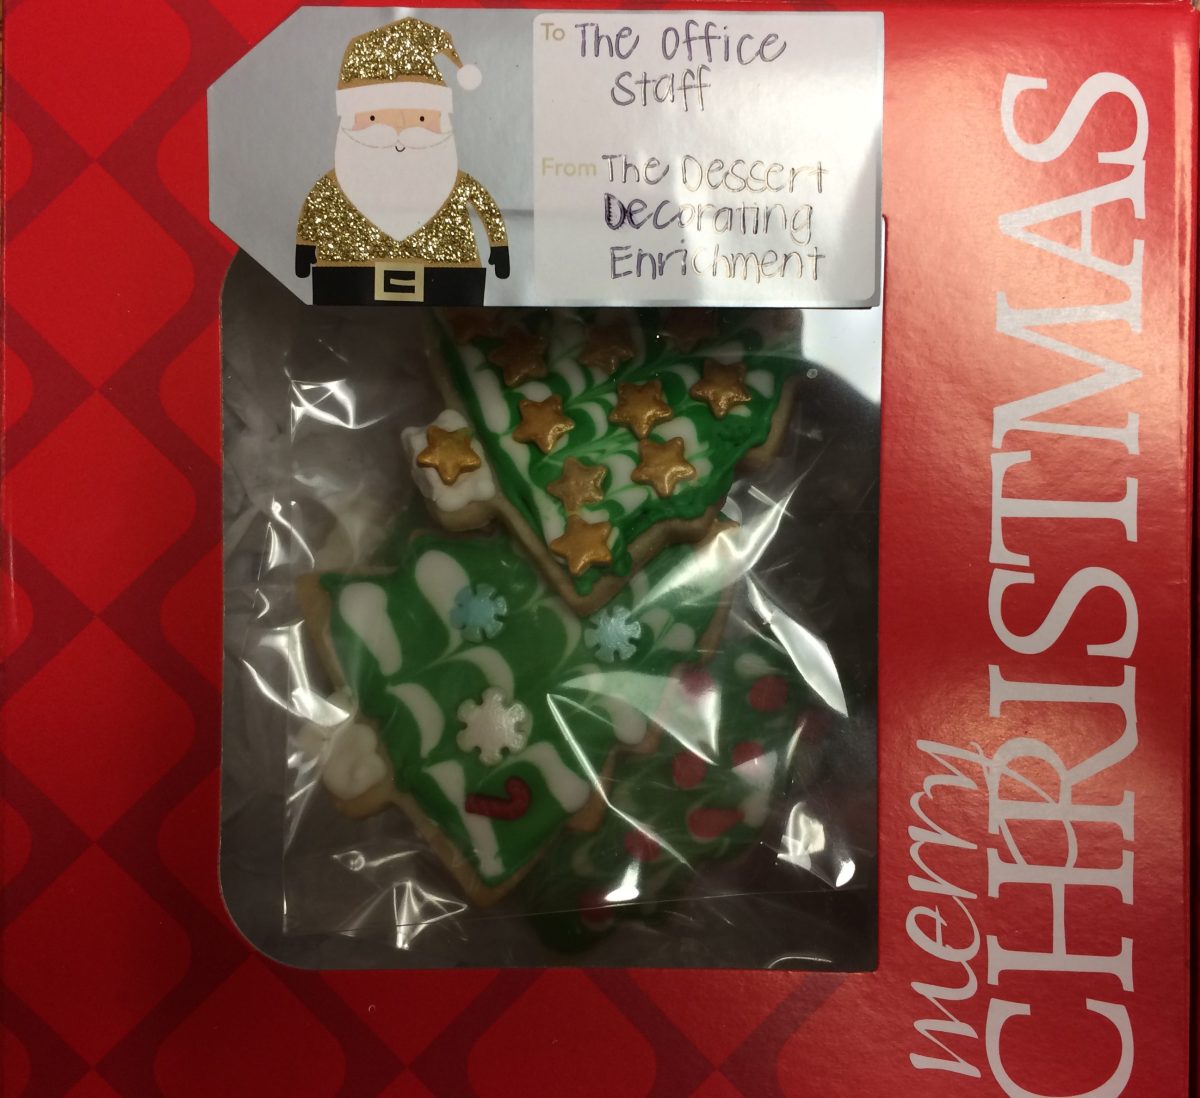 To The Office
Staff
From The Dessert
Decorating
Enrichment
merry
CHRISTMAS